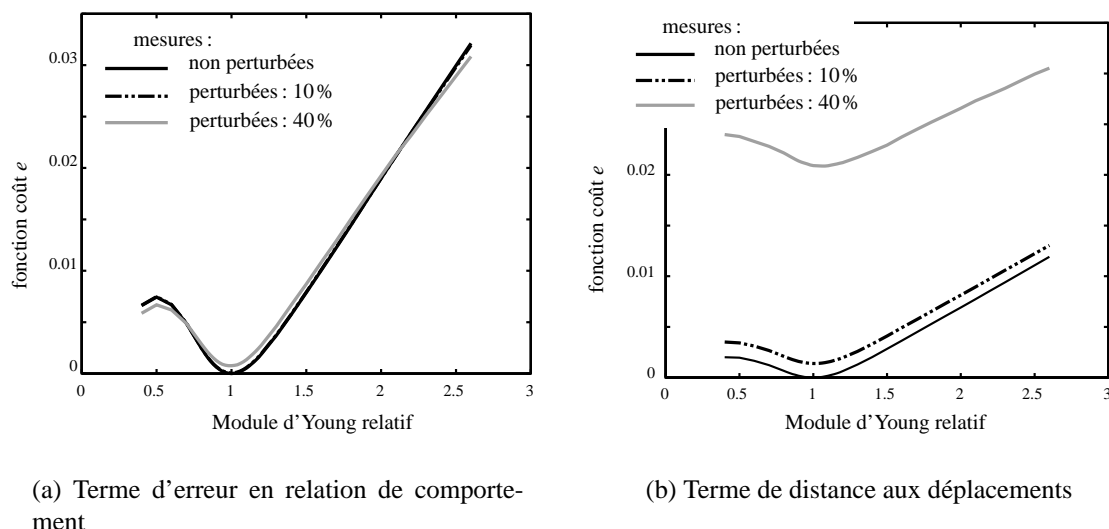 0.03
0.02
0.01
0
fonction coût e
mesures :
non perturbées
perturbées : 10 %
perturbées : 40 %
0
0.5
1
1.5
2
2.5
3
Module d'Young relatif
(a) Terme d'erreur en relation de comporte-
ment
mesures :
non perturbées
perturbées : 10 %
perturbées : 40 %
0.02
0.01
0
fonction coût e
0
0.5
1
1.5
2
2.5
3
Module d'Young relatif
(b) Terme de distance aux déplacements